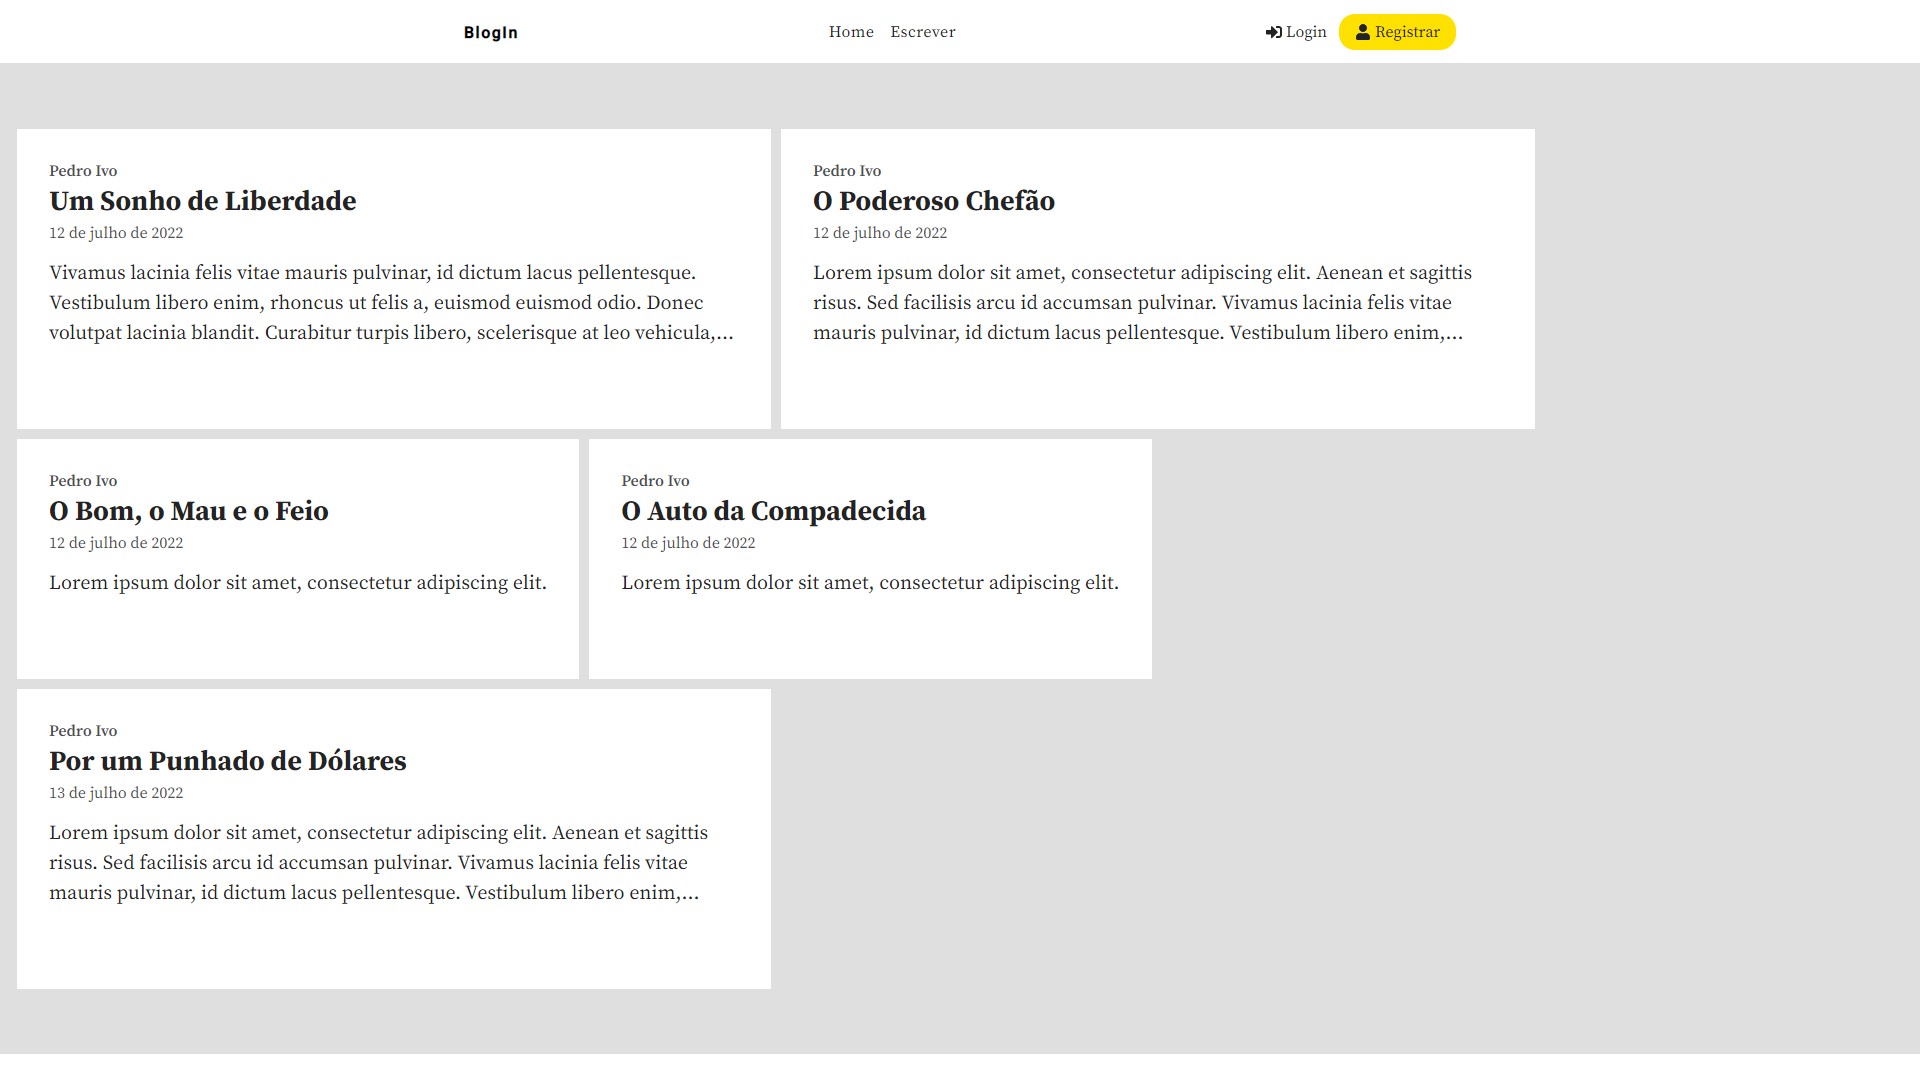 BlogIn
Home Escrever
Login Registrar
Pedro Ivo
Um Sonho de Liberdade
12 de julho de 2022
Vivamus lacinia felis vitae mauris pulvinar, id dictum lacus pellentesque.
Vestibulum libero enim, rhoncus ut felis a, euismod euismod odio. Donec
volutpat lacinia blandit. Curabitur turpis libero, scelerisque at leo vehicula,...
Pedro Ivo
O Poderoso Chefão
12 de julho de 2022
Lorem ipsum dolor sit amet, consectetur adipiscing elit. Aenean et sagittis
risus. Sed facilisis arcu id accumsan pulvinar. Vivamus lacinia felis vitae
mauris pulvinar, id dictum lacus pellentesque. Vestibulum libero enim,...
Pedro Ivo
O Bom, o Mau e o Feio
12 de julho de 2022
Lorem ipsum dolor sit amet, consectetur adipiscing elit.
Pedro Ivo
O Auto da Compadecida
12 de julho de 2022
Lorem ipsum dolor sit amet, consectetur adipiscing elit.
Pedro Ivo
Por um Punhado de Dólares
13 de julho de 2022
Lorem ipsum dolor sit amet, consectetur adipiscing elit. Aenean et sagittis
risus. Sed facilisis arcu id accumsan pulvinar. Vivamus lacinia felis vitae
mauris pulvinar, id dictum lacus pellentesque. Vestibulum libero enim,...